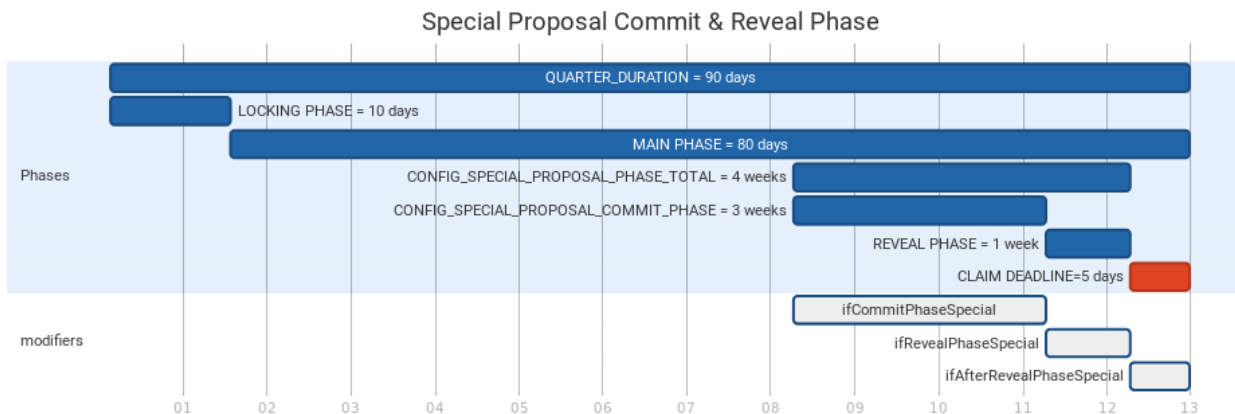 Special Proposal Commit & Reveal Phase
QUARTER_DURATION = 90 days
LOCKING PHASE = 10 days
MAIN PHASE = 80 days
Phases
CONFIG_SPECIAL_PROPOSAL_PHASE_TOTAL = 4 weeks
CONFIG_SPECIAL_PROPOSAL_COMMIT_PHASE = 3 weeks
REVEAL PHASE = 1 week
CLAIM DEADLINE=5 days
ifCommitPhaseSpecial
modifiers
ifRevealPhaseSpecial
ifAfterRevealPhaseSpecial
01 02 03 04 05 06 07 08 09 10 11 12 13